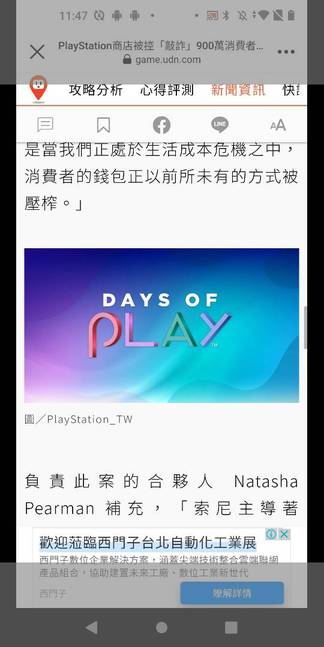 11:47
PlayStation商店被控「敲詐」900萬消費者...
game.udn.com
攻略分析 心得評測 新聞資訊 快
LINE
AA
是當我們正處於生活成本危機之中，
消費者的錢包正以前所未有的方式被
壓榨。」
DAYS OF
PLAY
TM
圖／PlayStation_TW
負責此案的合夥人 Natasha
Pearman 補充，「索尼主導著
歡迎蒞臨西門子台北自動化工業展
西門子數位企業解決方案，涵蓋尖端技術整合雲端聯網
產品組合，協助建置未來工廠、數位工業新世代
西門子
瞭解詳情